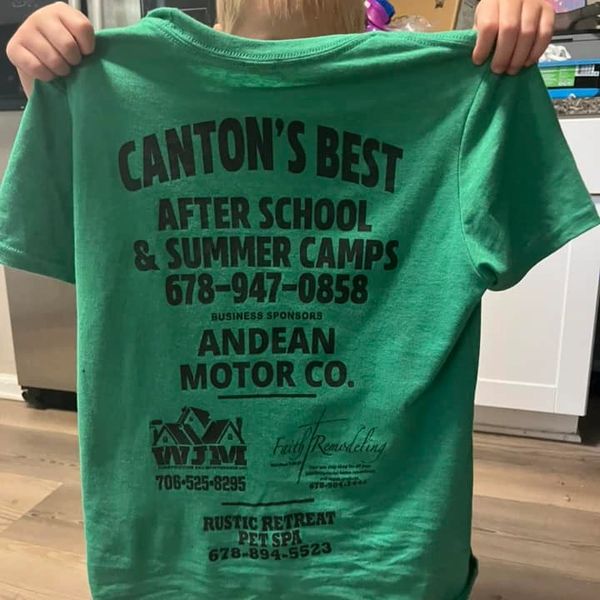 CANTON'S BEST
AFTER SCHOOL
& SUMMER CAMPS
678-947-0858
BUSINESS SPONSORS
ANDEAN
MOTOR CO.
WJM
706-525-8295
Faith Remodeling
RUSTIC RETREAT
PET SPA
678-894-5523